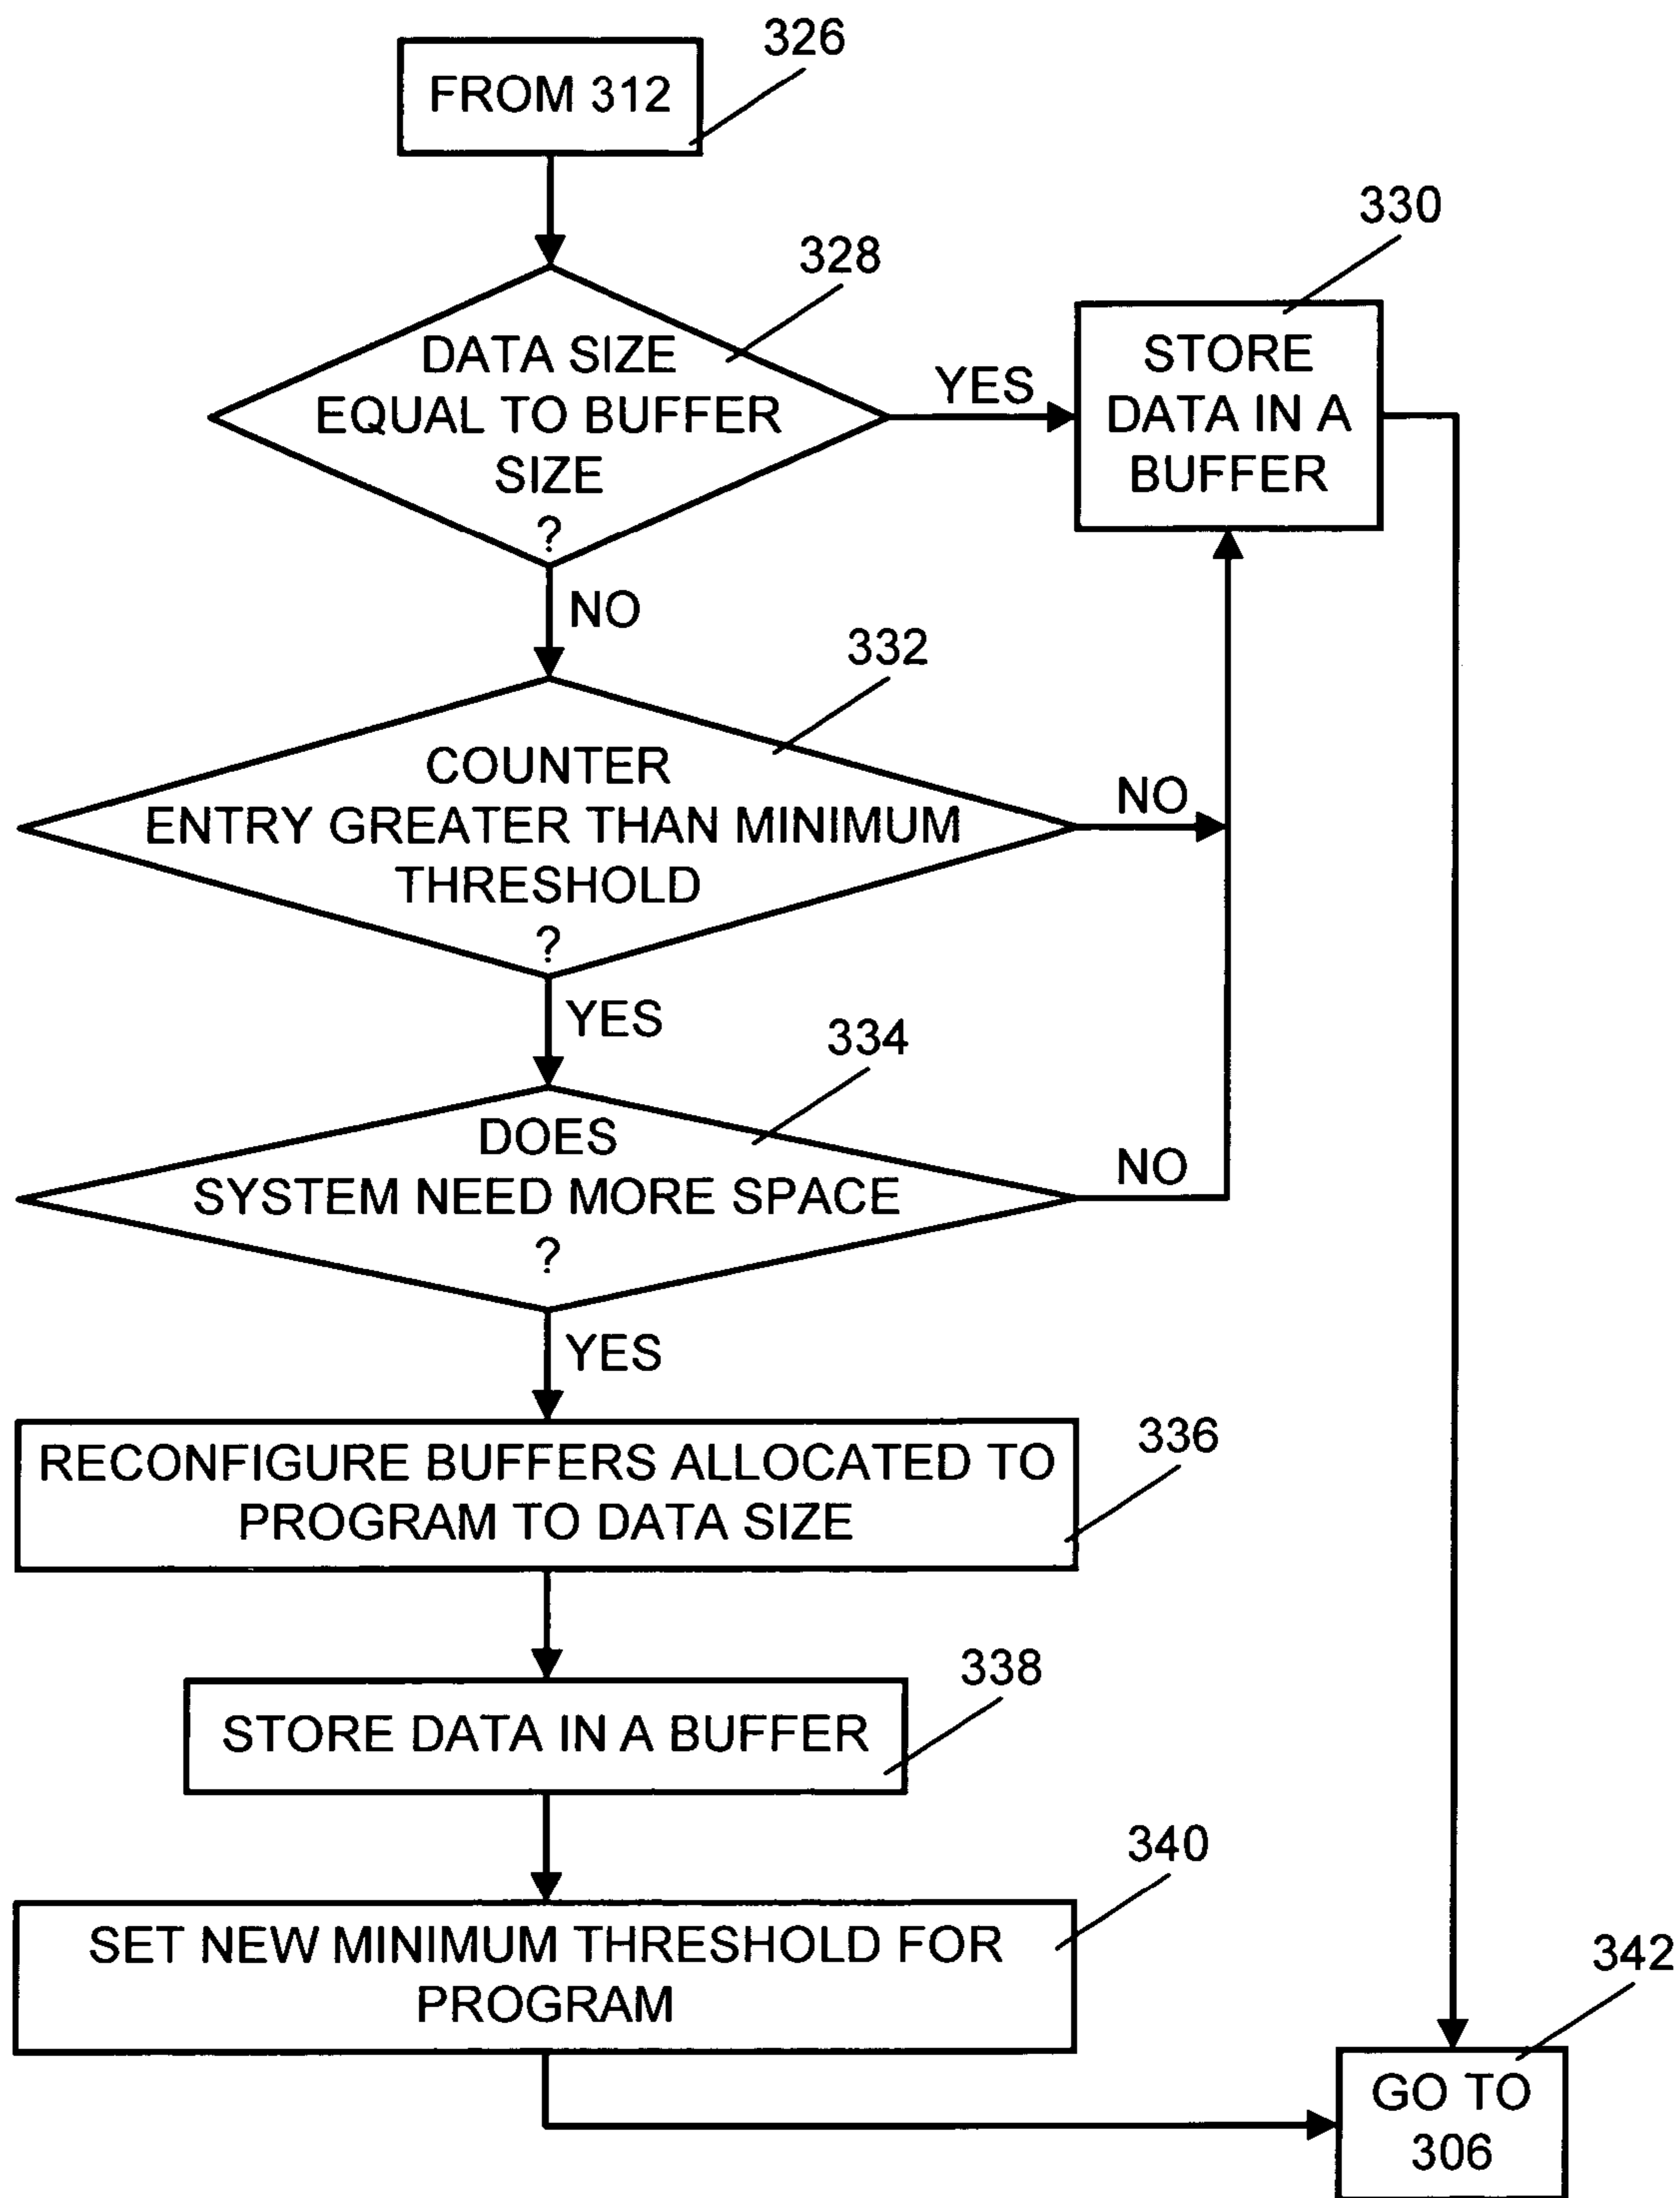 326
FROM 312
328
DATA SIZE
EQUAL TO BUFFER
SIZE
?
YES
330
STORE
DATA IN A
BUFFER
NO
332
COUNTER
ENTRY GREATER THAN MINIMUM
THRESHOLD
?
NO
YES
334
DOES
SYSTEM NEED MORE SPACE
?
NO
YES
336
RECONFIGURE BUFFERS ALLOCATED TO
PROGRAM TO DATA SIZE
338
STORE DATA IN A BUFFER
340
SET NEW MINIMUM THRESHOLD FOR
PROGRAM
342
GO TO
306